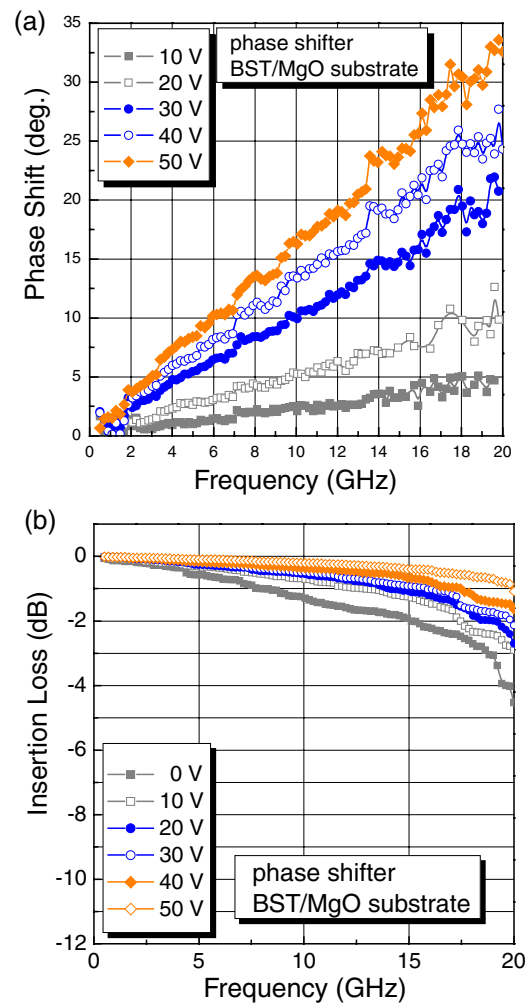 (a)
phase shifter
BST/MgO substrate
10 V
20 V
30 V
40 V
50 V
Phase Shift (deg.)
35
30
25
20
15
10
5
0
0 2 4 6 8 10 12 14 16 18 20
Frequency (GHz)
(b)
Insertion Loss (dB)
0
-2
-4
-6
-8
-10
-12
0 V
10 V
20 V
30 V
40 V
50 V
phase shifter
BST/MgO substrate
0 5 10 15 20
Frequency (GHz)